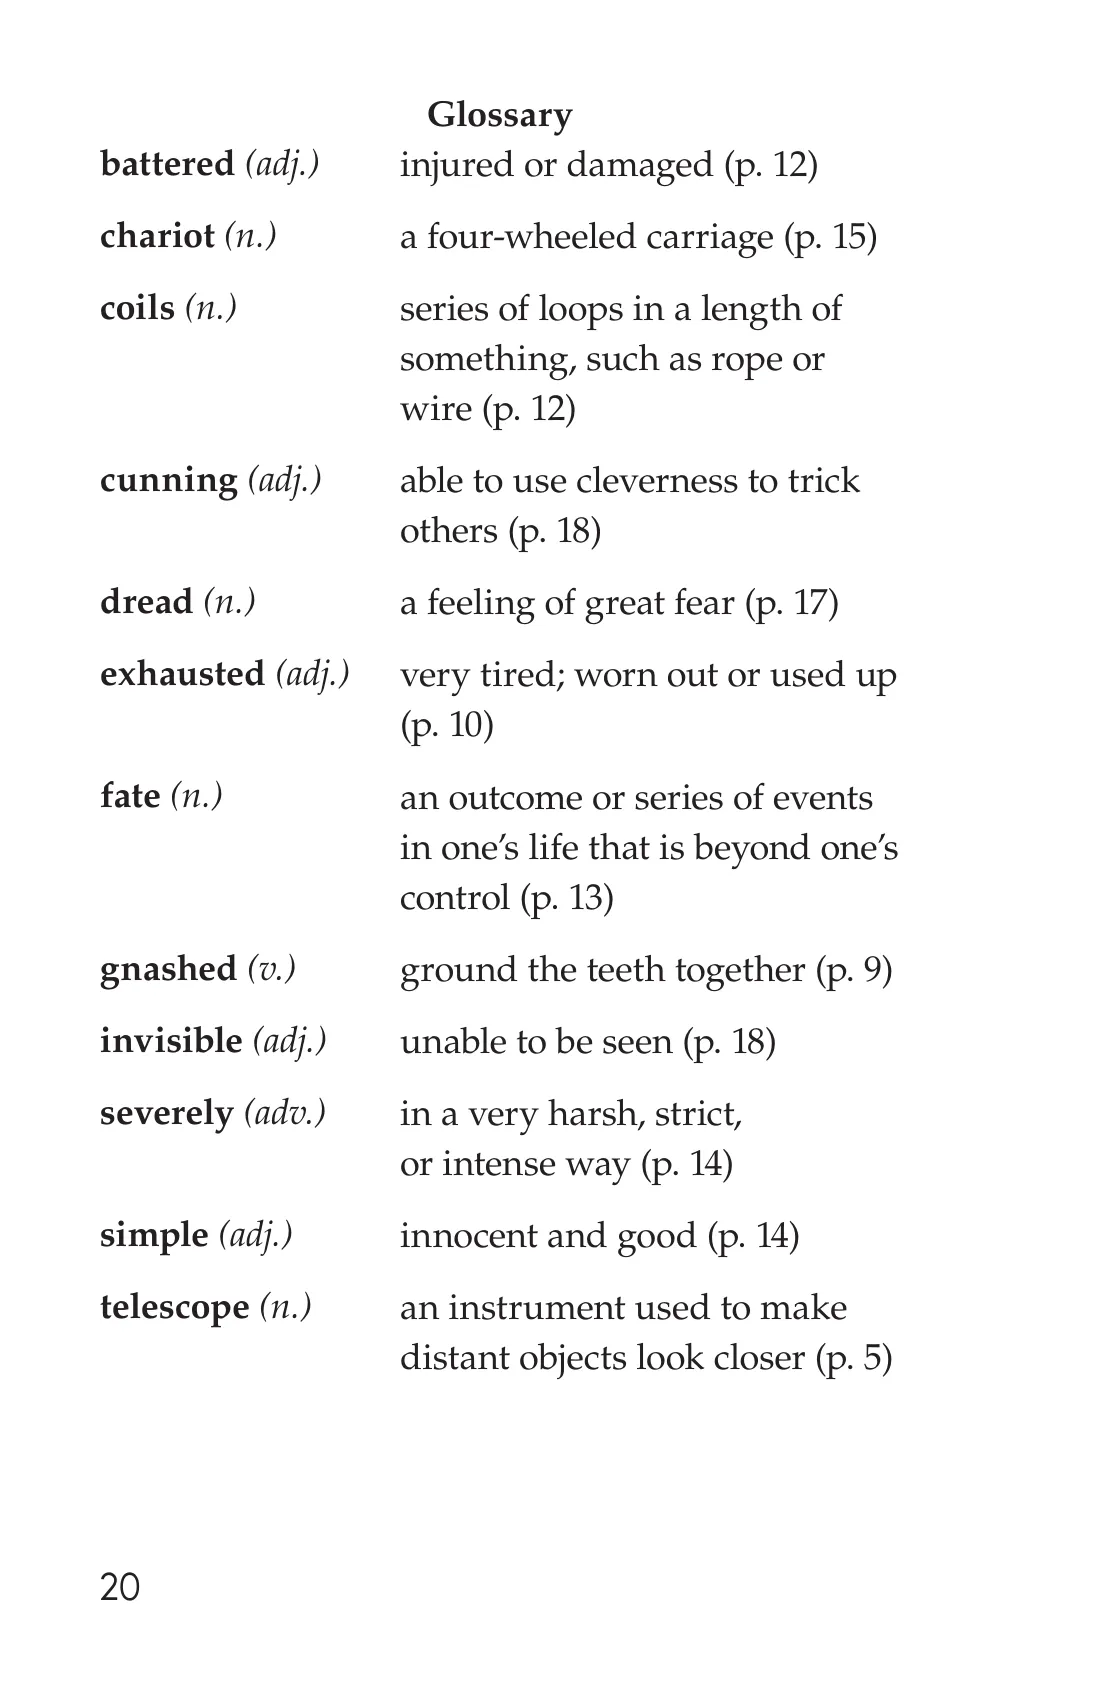 Glossary
battered (adj.) injured or damaged (p. 12)
chariot (n.) a four-wheeled carriage (p. 15)
coils (n.) series of loops in a length of
something, such as rope or
wire (p. 12)
cunning (adj.) able to use cleverness to trick
others (p. 18)
dread (n.) a feeling of great fear (p. 17)
exhausted (adj.) very tired; worn out or used up
(p. 10)
fate (n.) an outcome or series of events
in one’s life that is beyond one’s
control (p. 13)
gnashed (v.) ground the teeth together (p. 9)
invisible (adj.) unable to be seen (p. 18)
severely (adv.) in a very harsh, strict,
or intense way (p. 14)
simple (adj.) innocent and good (p. 14)
telescope (n.) an instrument used to make
distant objects look closer (p. 5)
20